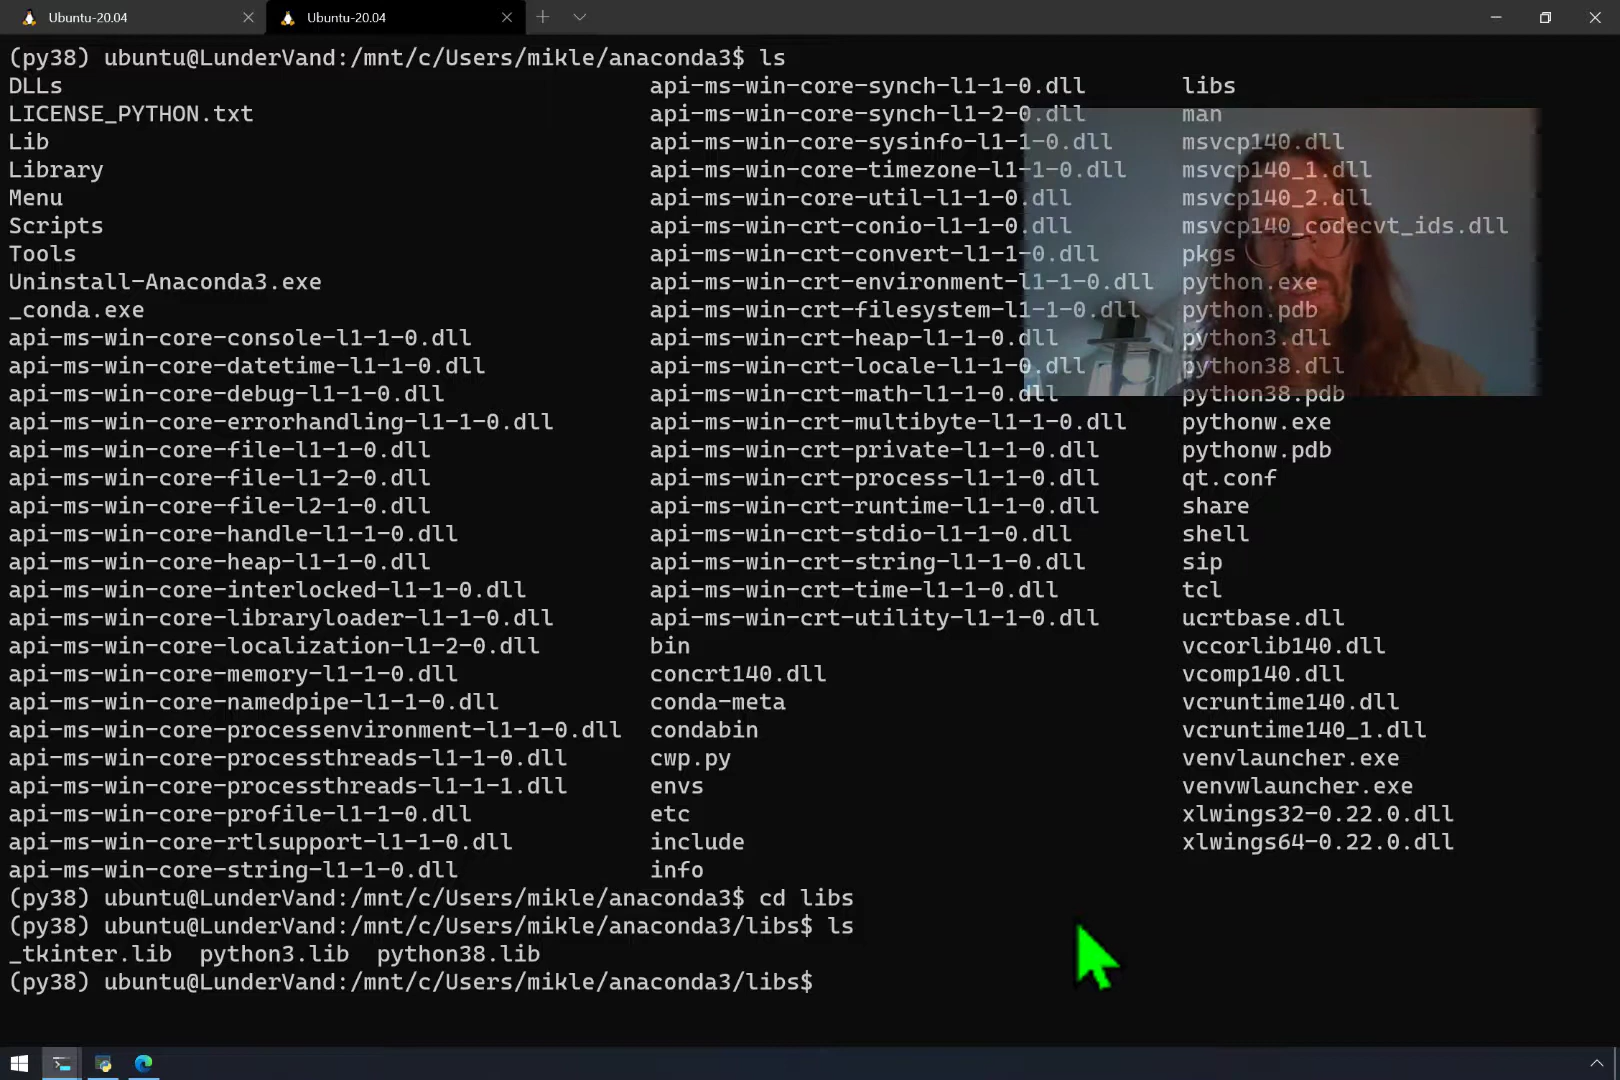 Ubuntu-20.04 Ubuntu-20.04
(py38) ubuntu@LunderVand:/mnt/c/Users/mikle/anaconda3$ ls
DLLs api-ms-win-core-synch-l1-1-0.dll libs
LICENSE_PYTHON.txt api-ms-win-core-synch-l1-2-0.dll man
Lib api-ms-win-core-sysinfo-l1-1-0.dll msvcp140.dll
Library api-ms-win-core-timezone-l1-1-0.dll msvcp140_1.dll
Menu api-ms-win-core-util-l1-1-0.dll msvcp140_2.dll
Scripts api-ms-win-crt-conio-l1-1-0.dll msvcp140_codecvt_ids.dll
Tools api-ms-win-crt-convert-l1-1-0.dll pkgs
Uninstall-Anaconda3.exe api-ms-win-crt-environment-l1-1-0.dll python.exe
_conda.exe api-ms-win-crt-filesystem-l1-1-0.dll python.pdb
api-ms-win-core-console-l1-1-0.dll api-ms-win-crt-heap-l1-1-0.dll python3.dll
api-ms-win-core-datetime-l1-1-0.dll api-ms-win-crt-locale-l1-1-0.dll python38.dll
api-ms-win-core-debug-l1-1-0.dll api-ms-win-crt-math-l1-1-0.dll python38.pdb
api-ms-win-core-errorhandling-l1-1-0.dll api-ms-win-crt-multibyte-l1-1-0.dll pythonw.exe
api-ms-win-core-file-l1-1-0.dll api-ms-win-crt-private-l1-1-0.dll pythonw.pdb
api-ms-win-core-file-l1-2-0.dll api-ms-win-crt-process-l1-1-0.dll qt.conf
api-ms-win-core-file-l2-1-0.dll api-ms-win-crt-runtime-l1-1-0.dll share
api-ms-win-core-handle-l1-1-0.dll api-ms-win-crt-stdio-l1-1-0.dll shell
api-ms-win-core-heap-l1-1-0.dll api-ms-win-crt-string-l1-1-0.dll sip
api-ms-win-core-interlocked-l1-1-0.dll api-ms-win-crt-time-l1-1-0.dll tcl
api-ms-win-core-libraryloader-l1-1-0.dll api-ms-win-crt-utility-l1-1-0.dll ucrtbase.dll
api-ms-win-core-localization-l1-2-0.dll bin vccorlib140.dll
api-ms-win-core-memory-l1-1-0.dll concrt140.dll vcomp140.dll
api-ms-win-core-namedpipe-l1-1-0.dll conda-meta vcruntime140.dll
api-ms-win-core-processenvironment-l1-1-0.dll condabin vcruntime140_1.dll
api-ms-win-core-processthreads-l1-1-0.dll cwp.py venvlauncher.exe
api-ms-win-core-processthreads-l1-1-1.dll envs venvwlauncher.exe
api-ms-win-core-profile-l1-1-0.dll etc xlwings32-0.22.0.dll
api-ms-win-core-rtlsupport-l1-1-0.dll include xlwings64-0.22.0.dll
api-ms-win-core-string-l1-1-0.dll info
(py38) ubuntu@LunderVand:/mnt/c/Users/mikle/anaconda3$ cd libs
(py38) ubuntu@LunderVand:/mnt/c/Users/mikle/anaconda3/libs$ ls
_tkinter.lib python3.lib python38.lib
(py38) ubuntu@LunderVand:/mnt/c/Users/mikle/anaconda3/libs$